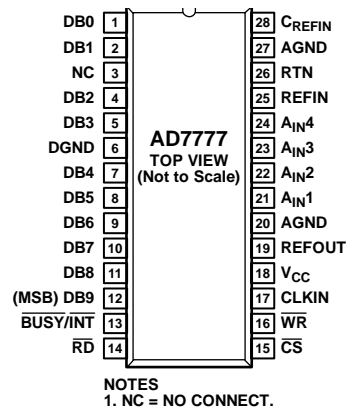 DB0 1
DB1 2
NC 3
DB2 4
DB3 5
DGND 6
DB4 7
DB5 8
DB6 9
DB7 10
DB8 11
(MSB) DB9 12
BUSY/INT 13
RD 14
AD7777
TOP VIEW
(Not to Scale)
28 CREFIN
27 AGND
26 RTN
25 REFIN
24 AIN4
23 AIN3
22 AIN2
21 AIN1
20 AGND
19 REFOUT
18 VCC
17 CLKIN
16 WR
15 CS
NOTES
1. NC = NO CONNECT.